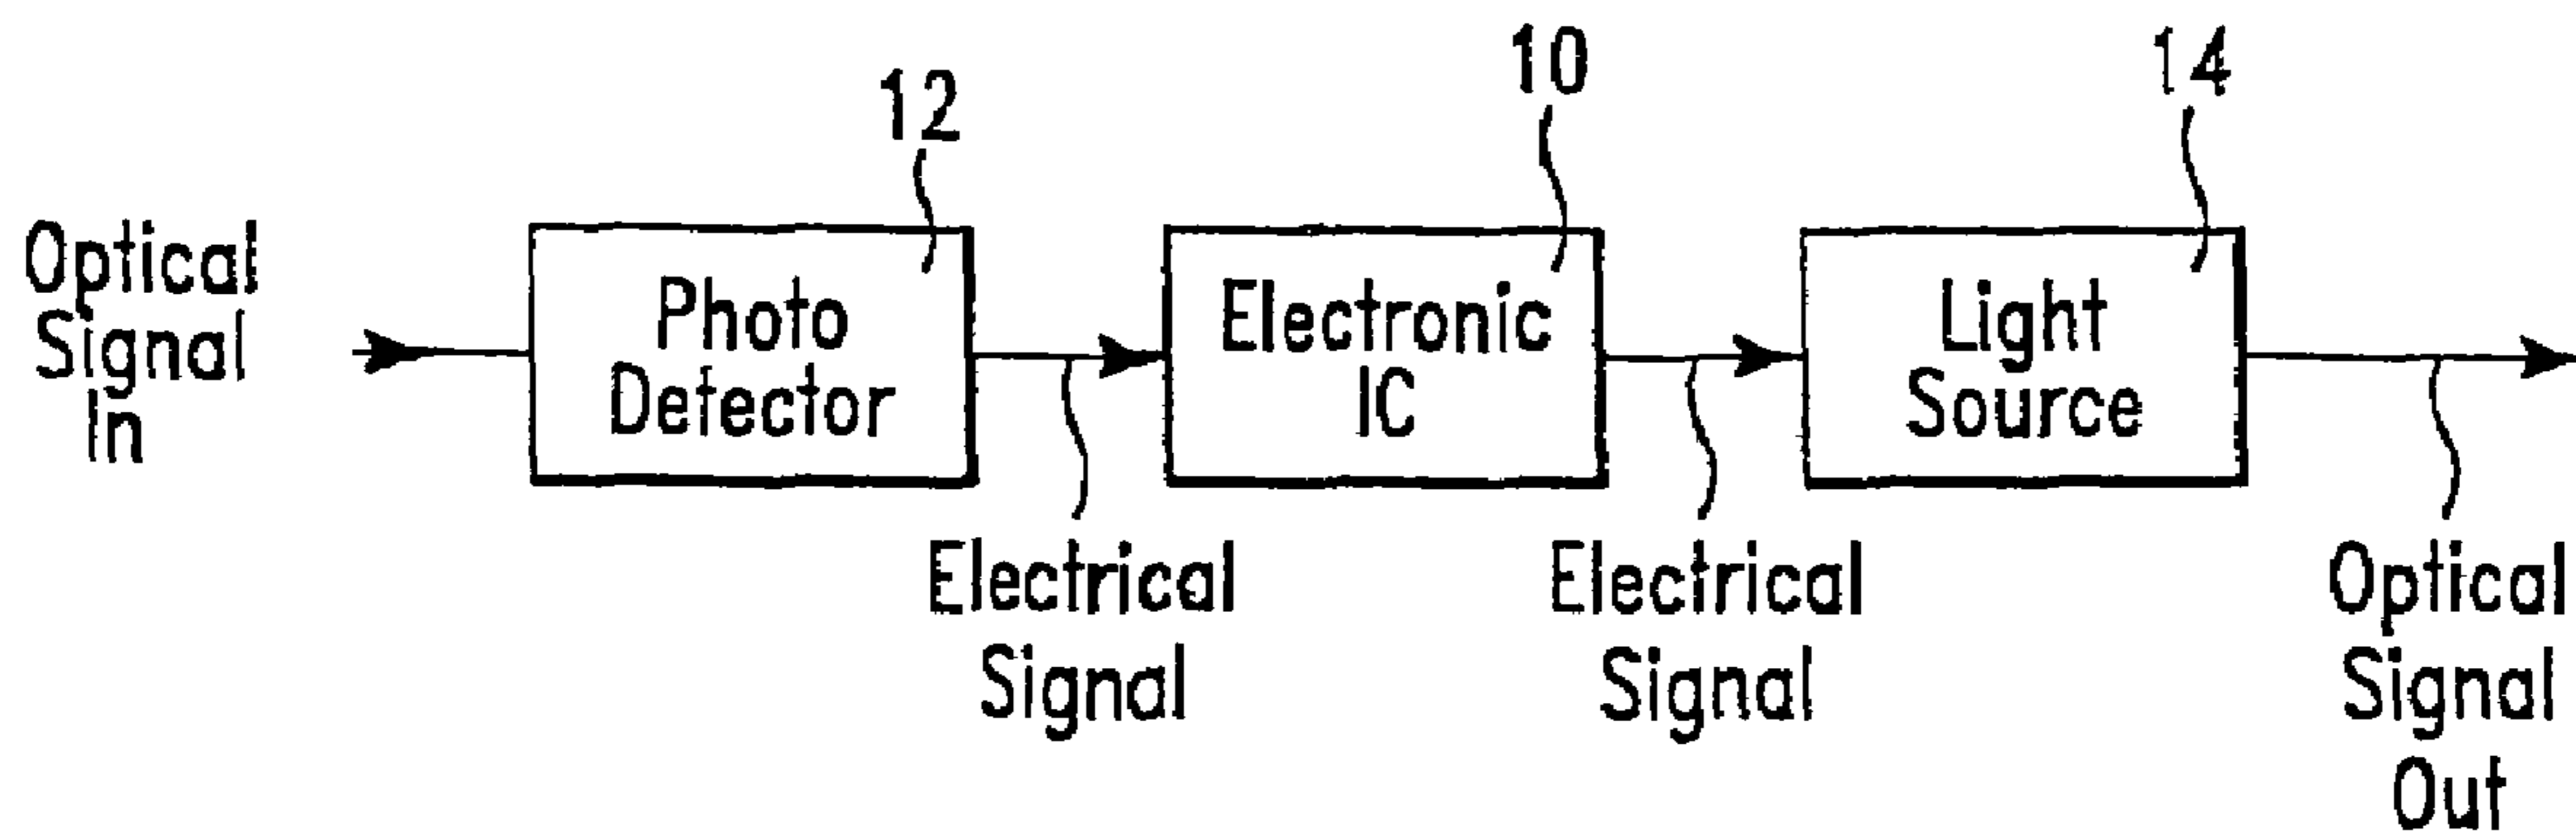 12
10
14
Optical
Signal
In
Photo
Detector
Electronic
IC
Light
Source
Electrical
Signal
Electrical
Signal
Optical
Signal
Out